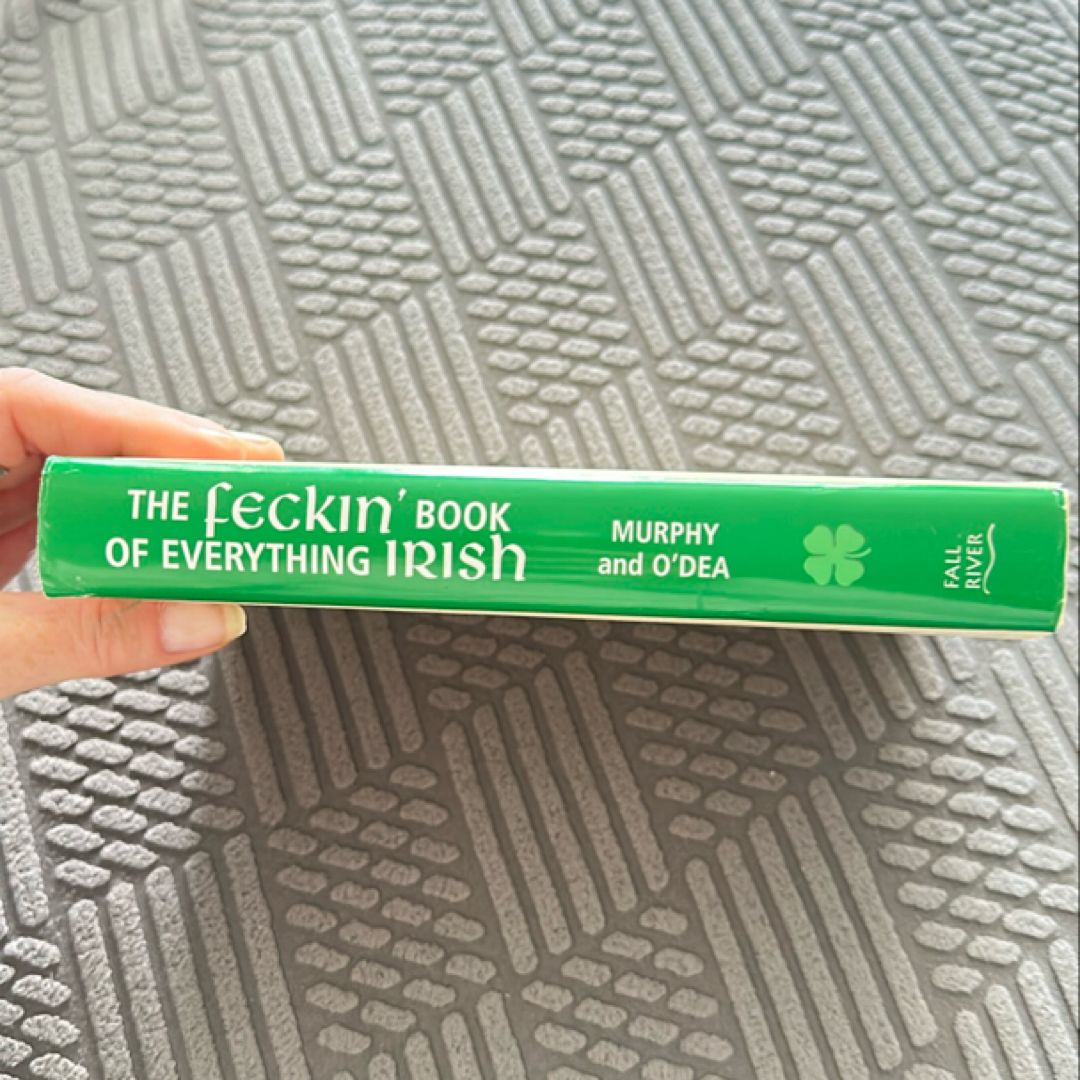 THE feckin' BOOK
OF EVERYTHING IRISH
MURPHY
and O'DEA
FALL
RIVER